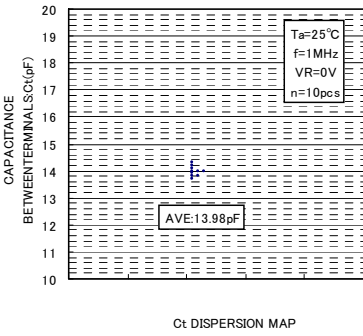 CAPACITANCE
BETWEENTERMINALS:Ct(pF)
20
19
18
17
16
15
14
13
12
11
10
Ta=25℃
f=1MHz
VR=0V
n=10pcs
AVE:13.98pF
Ct DISPERSION MAP